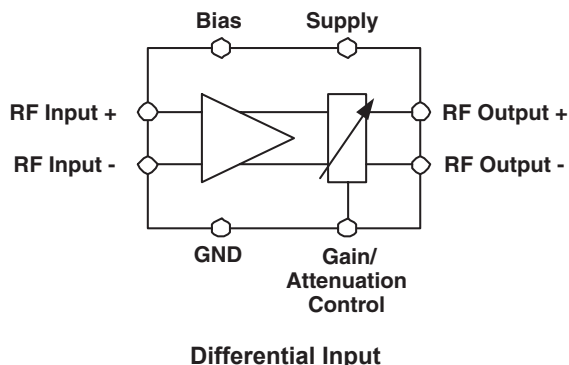 Bias Supply
RF Input + RF Output +
RF Input - RF Output -
GND Gain/
Attenuation
Control
Differential Input